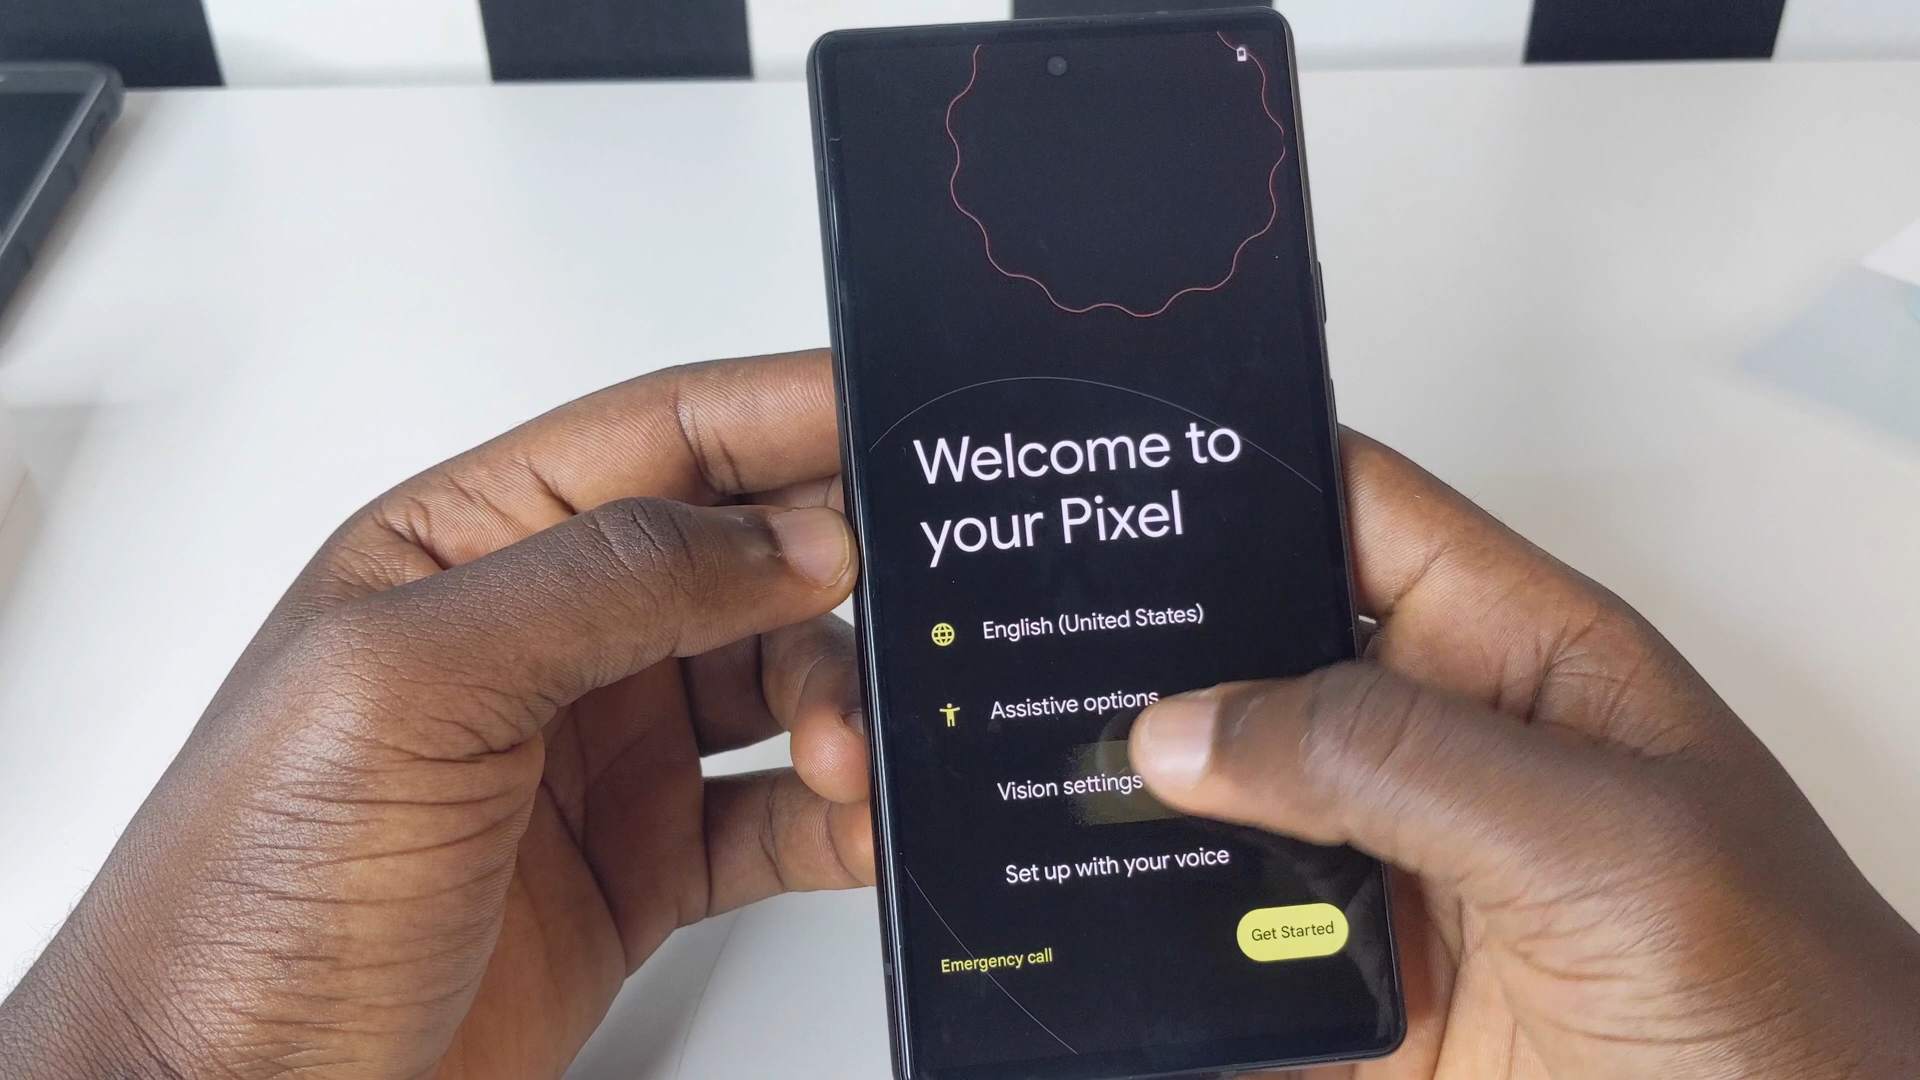 Welcome to
your Pixel
English (United States)
Assistive options
Vision settings
Set up with your voice
Get Started
Emergency call